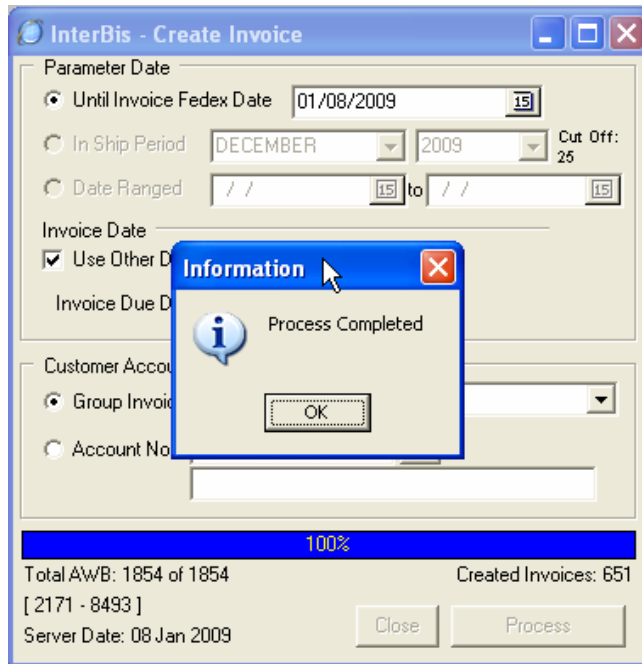 InterBis - Create Invoice
Parameter Date
Until Invoice Fedex Date 01/08/2009 15
In Ship Period DECEMBER 2009 Cut Off: 25
Date Ranged / / 15 to / / 15
Invoice Date
Use Other D
Information
Invoice Due D
Process Completed
Customer Accou
Group Invoic
OK
Account No
100%
Total AWB: 1854 of 1854 Created Invoices: 651
[ 2171 - 8493 ]
Close Process
Server Date: 08 Jan 2009